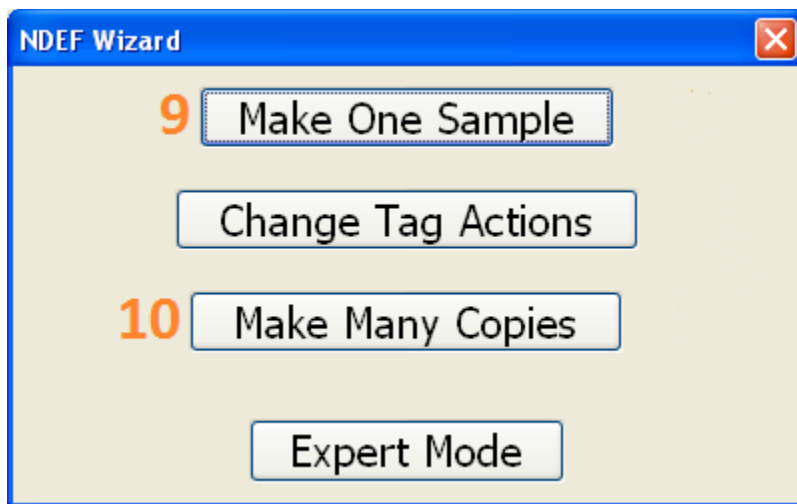 NDEF Wizard
9 Make One Sample
Change Tag Actions
10 Make Many Copies
Expert Mode